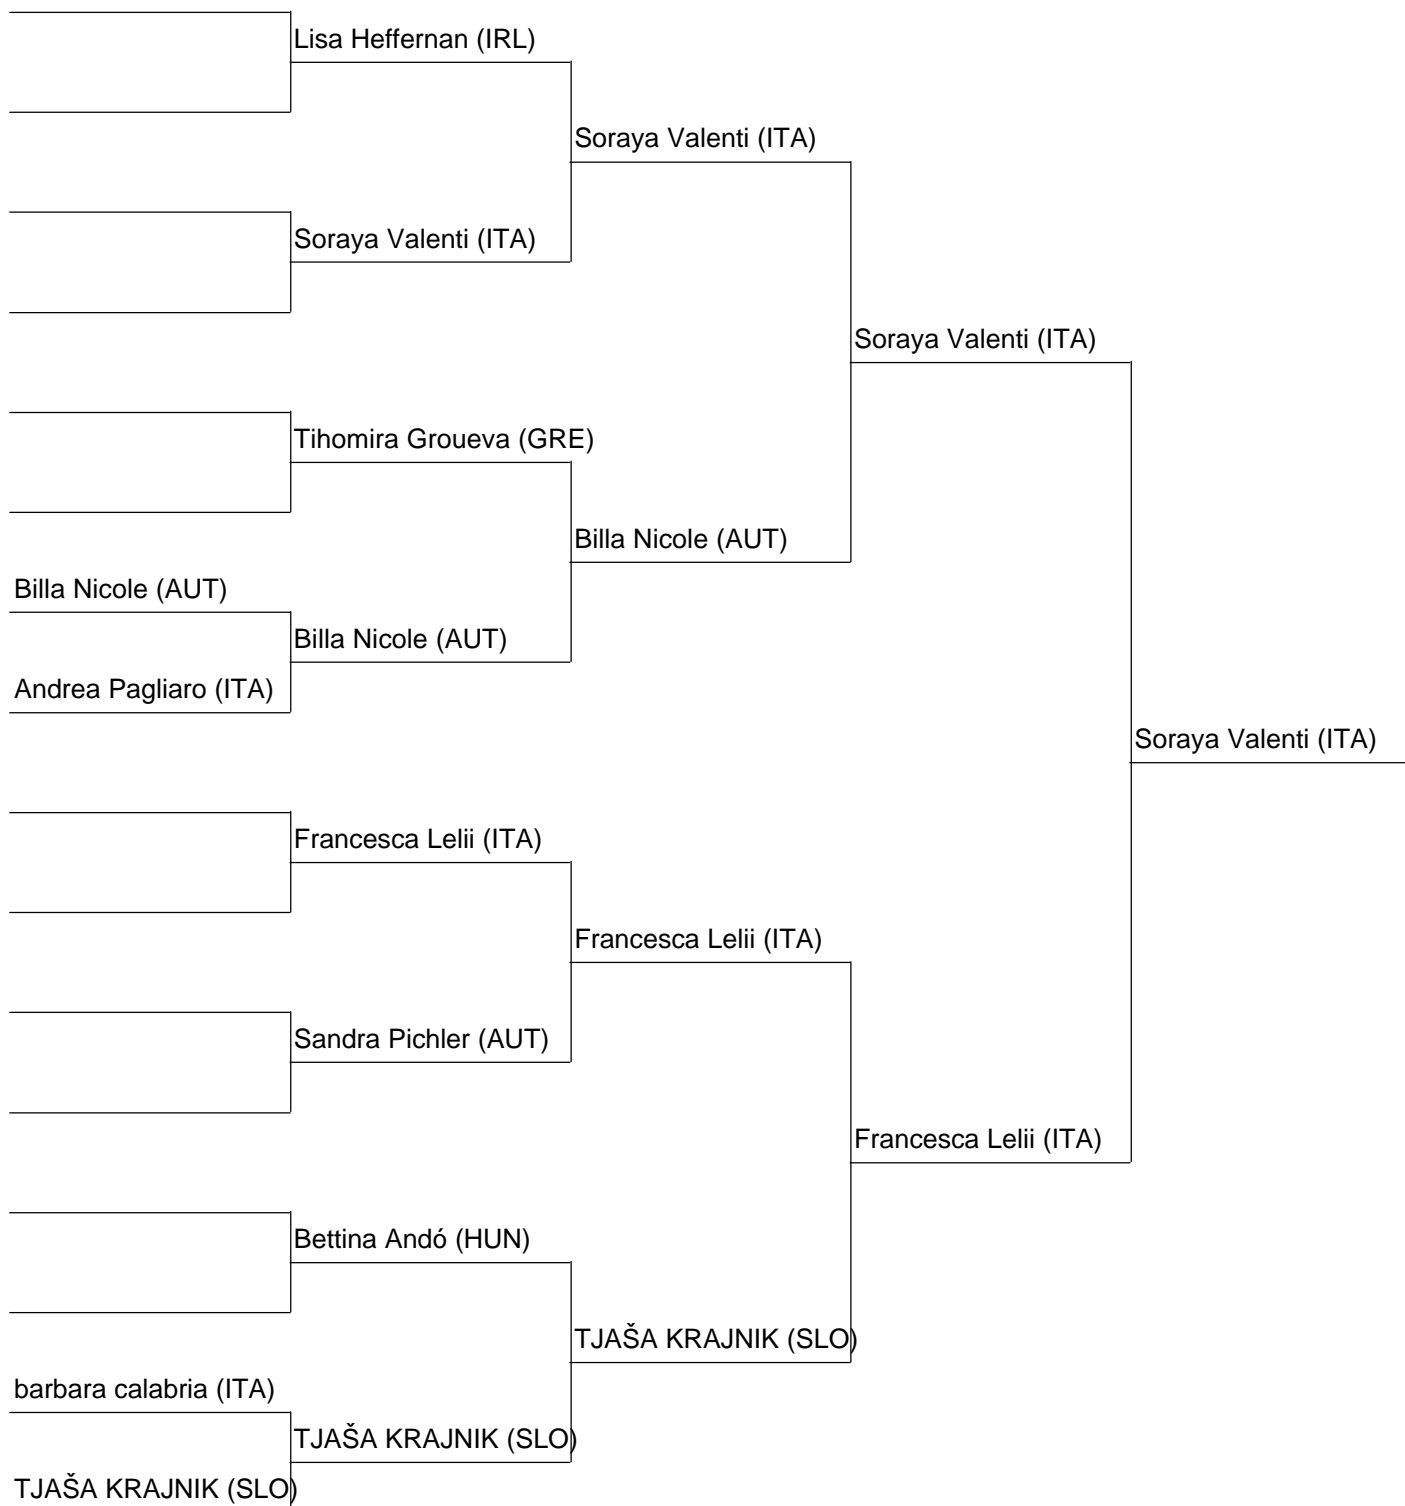 Lisa Heffernan (IRL)
Soraya Valenti (ITA)
Soraya Valenti (ITA)
Soraya Valenti (ITA)
Tihomira Groueva (GRE)
Billa Nicole (AUT)
Billa Nicole (AUT)
Billa Nicole (AUT)
Andrea Pagliaro (ITA)
Soraya Valenti (ITA)
Francesca Lelii (ITA)
Francesca Lelii (ITA)
Sandra Pichler (AUT)
Francesca Lelii (ITA)
Bettina Andó (HUN)
TJAŠA KRAJNIK (SLO)
barbara calabria (ITA)
TJAŠA KRAJNIK (SLO)
TJAŠA KRAJNIK (SLO)